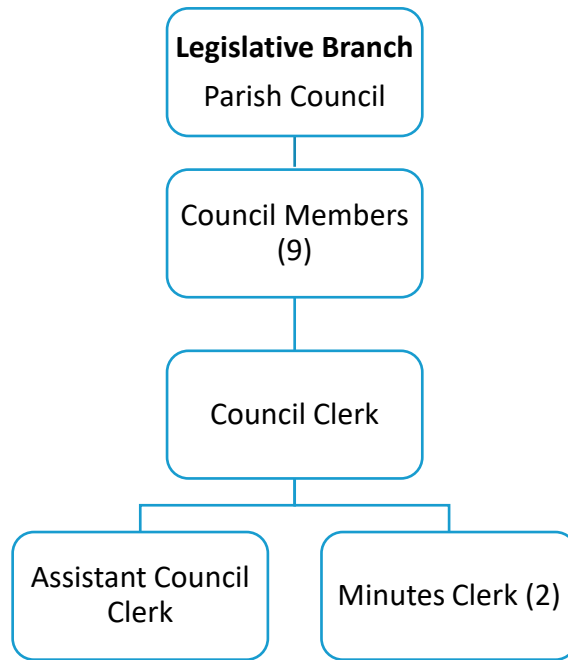 Legislative Branch
Parish Council
Council Members
(9)
Council Clerk
Assistant Council
Clerk
Minutes Clerk (2)